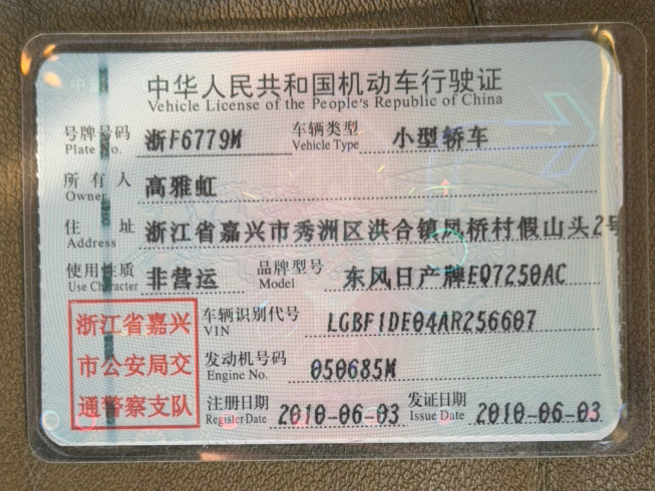 中华人民共和国机动车行驶证
Vehicle License of the People's Republic of China
号牌号码 浙F6779M 车辆类型 小型轿车
Plate No. Vehicle Type
所有人 高雅虹
Owner
住址 浙江省嘉兴市秀洲区洪合镇凤桥村假山头2号
Address
使用性质 非营运 品牌型号 东风日产牌EQ7250AC
Use Character Model
浙江省嘉兴
市公安局交
通警察支队
车辆识别代号 LGBF1DE04AR256607
VIN
发动机号码 050685M
Engine No.
注册日期 2010-06-03 发证日期 2010-06-03
Register Date Issue Date